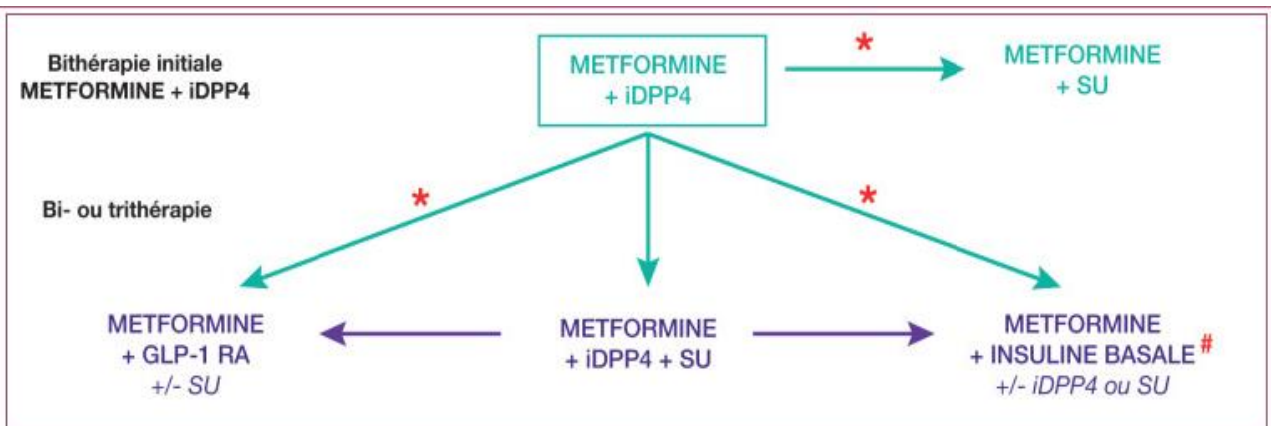 Bithérapie initiale
METFORMINE + iDPP4
METFORMINE
+ iDPP4
*
METFORMINE
+ SU
Bi- ou trithérapie
*
*
METFORMINE
+ GLP-1 RA
+/- SU
METFORMINE
+ iDPP4 + SU
METFORMINE
+ INSULINE BASALE #
+/- iDPP4 ou SU